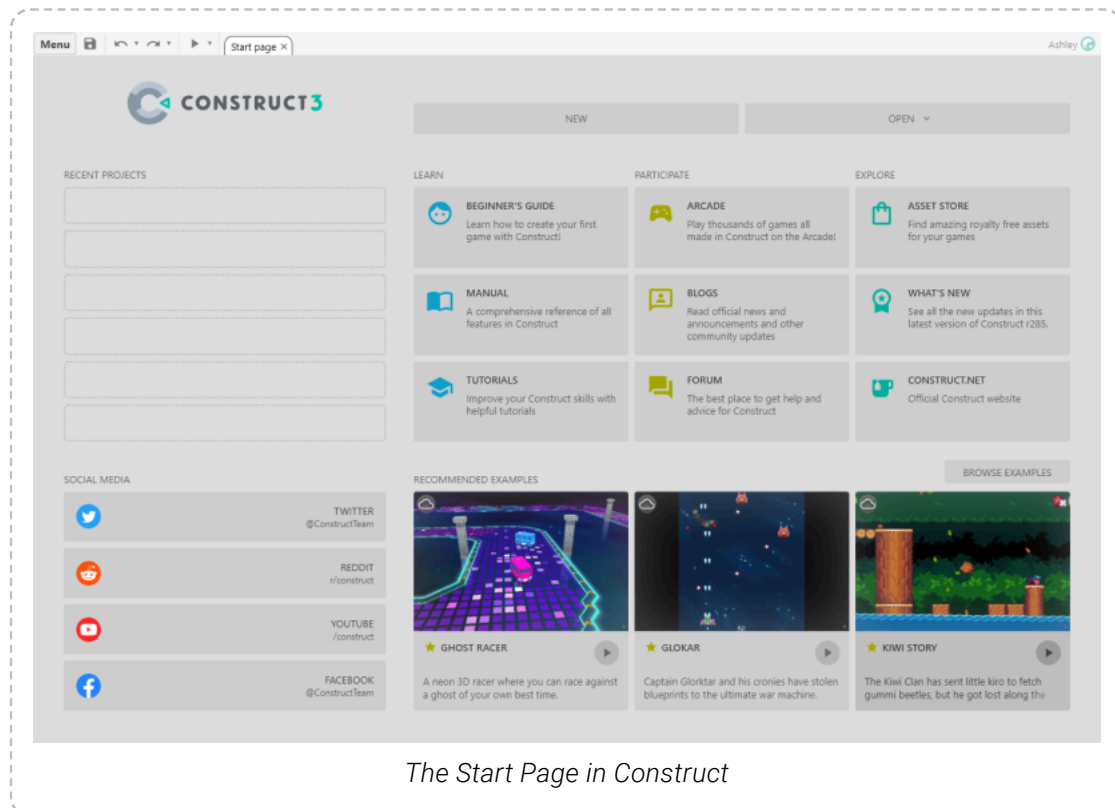 Menu
Start page
Ashley
CONSTRUCT3
NEW
OPEN
RECENT PROJECTS
LEARN
BEGINNER'S GUIDE
Learn how to create your first
game with Construct!
MANUAL
A comprehensive reference of all
features in Construct
TUTORIALS
Improve your Construct skills with
helpful tutorials
PARTICIPATE
ARCADE
Play thousands of games all
made in Construct on the Arcade!
BLOGS
Read official news and
announcements and other
community updates
FORUM
The best place to get help and
advice for Construct
EXPLORE
ASSET STORE
Find amazing royalty free assets
for your games
WHAT'S NEW
See all the new updates in this
latest version of Construct r285.
CONSTRUCT.NET
Official Construct website
SOCIAL MEDIA
TWITTER
@ConstructTeam
REDDIT
r/construct
YOUTUBE
/construct
FACEBOOK
@ConstructTeam
RECOMMENDED EXAMPLES
BROWSE EXAMPLES
GHOST RACER
A neon 3D racer where you can race against
a ghost of your own best time.
GLOKAR
Captain Glorktar and his cronies have stolen
blueprints to the ultimate war machine.
KIWI STORY
The Kiwi Clan has sent little kiro to fetch
gummi beetles, but he got lost along the
The Start Page in Construct